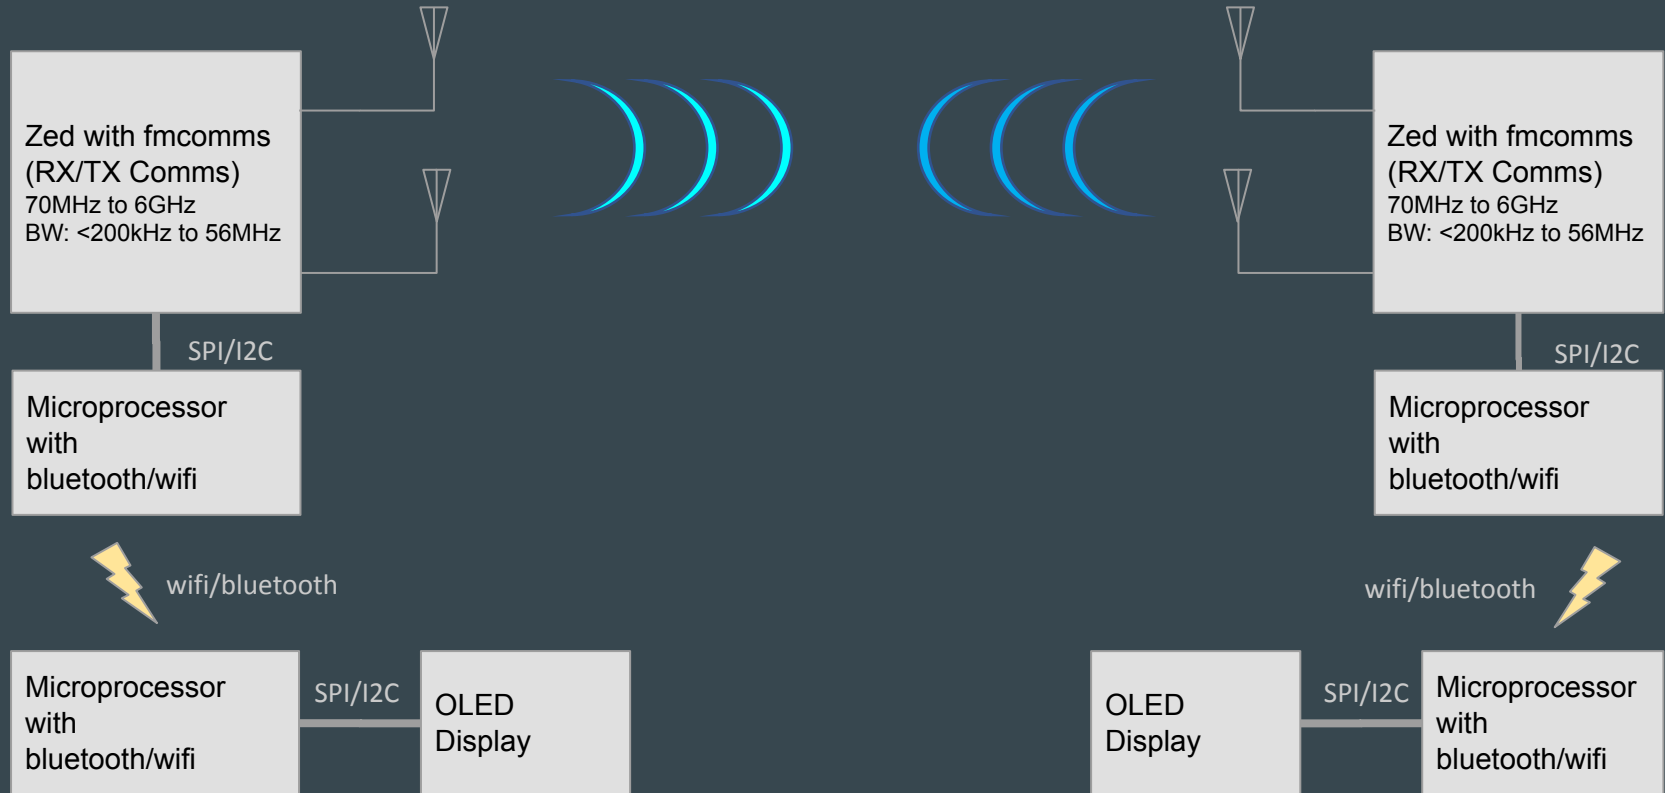 Zed with fmcomms
(RX/TX Comms)
70MHz to 6GHz
BW: <200kHz to 56MHz
Zed with fmcomms
(RX/TX Comms)
70MHz to 6GHz
BW: <200kHz to 56MHz
SPI/I2C
SPI/I2C
Microprocessor
with
bluetooth/wifi
Microprocessor
with
bluetooth/wifi
wifi/bluetooth
wifi/bluetooth
Microprocessor
with
bluetooth/wifi
SPI/I2C
OLED
Display
OLED
Display
SPI/I2C
Microprocessor
with
bluetooth/wifi